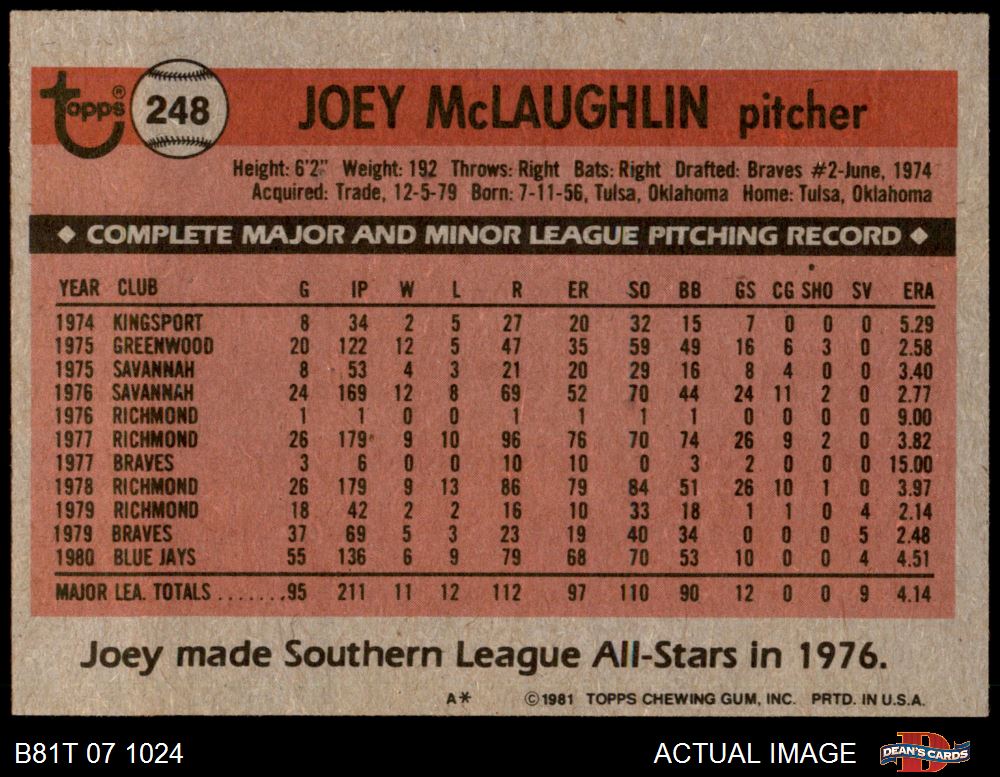 Topps® 248 JOEY McLAUGHLIN pitcher
Height: 6'2" Weight: 192 Throws: Right Bats: Right Drafted: Braves #2-June, 1974
Acquired: Trade, 12-5-79 Born: 7-11-56, Tulsa, Oklahoma Home: Tulsa, Oklahoma
◆ COMPLETE MAJOR AND MINOR LEAGUE PITCHING RECORD ◆
YEAR CLUB G IP W L R ER SO BB GS CG SHO SV ERA
1974 KINGSPORT 8 34 2 5 27 20 32 15 7 0 0 0 5.29
1975 GREENWOOD 20 122 12 5 47 35 59 49 16 6 3 0 2.58
1975 SAVANNAH 8 53 4 3 21 20 29 16 8 4 0 0 3.40
1976 SAVANNAH 24 169 12 8 69 52 70 44 24 11 2 0 2.77
1976 RICHMOND 1 1 0 0 1 1 1 1 0 0 0 0 9.00
1977 RICHMOND 26 179 9 10 96 76 70 74 26 9 2 0 3.82
1977 BRAVES 3 6 0 0 10 10 0 3 2 0 0 0 15.00
1978 RICHMOND 26 179 9 13 86 79 84 51 26 10 1 0 3.97
1979 RICHMOND 18 42 2 2 16 10 33 18 1 1 0 4 2.14
1979 BRAVES 37 69 5 3 23 19 40 34 0 0 0 5 2.48
1980 BLUE JAYS 55 136 6 9 79 68 70 53 10 0 0 4 4.51
MAJOR LEA. TOTALS .......95 211 11 12 112 97 110 90 12 0 0 9 4.14
Joey made Southern League All-Stars in 1976.
A* ©1981 TOPPS CHEWING GUM, INC. PRTD. IN U.S.A.
B81T 07 1024 ACTUAL IMAGE DEAN'S CARDS